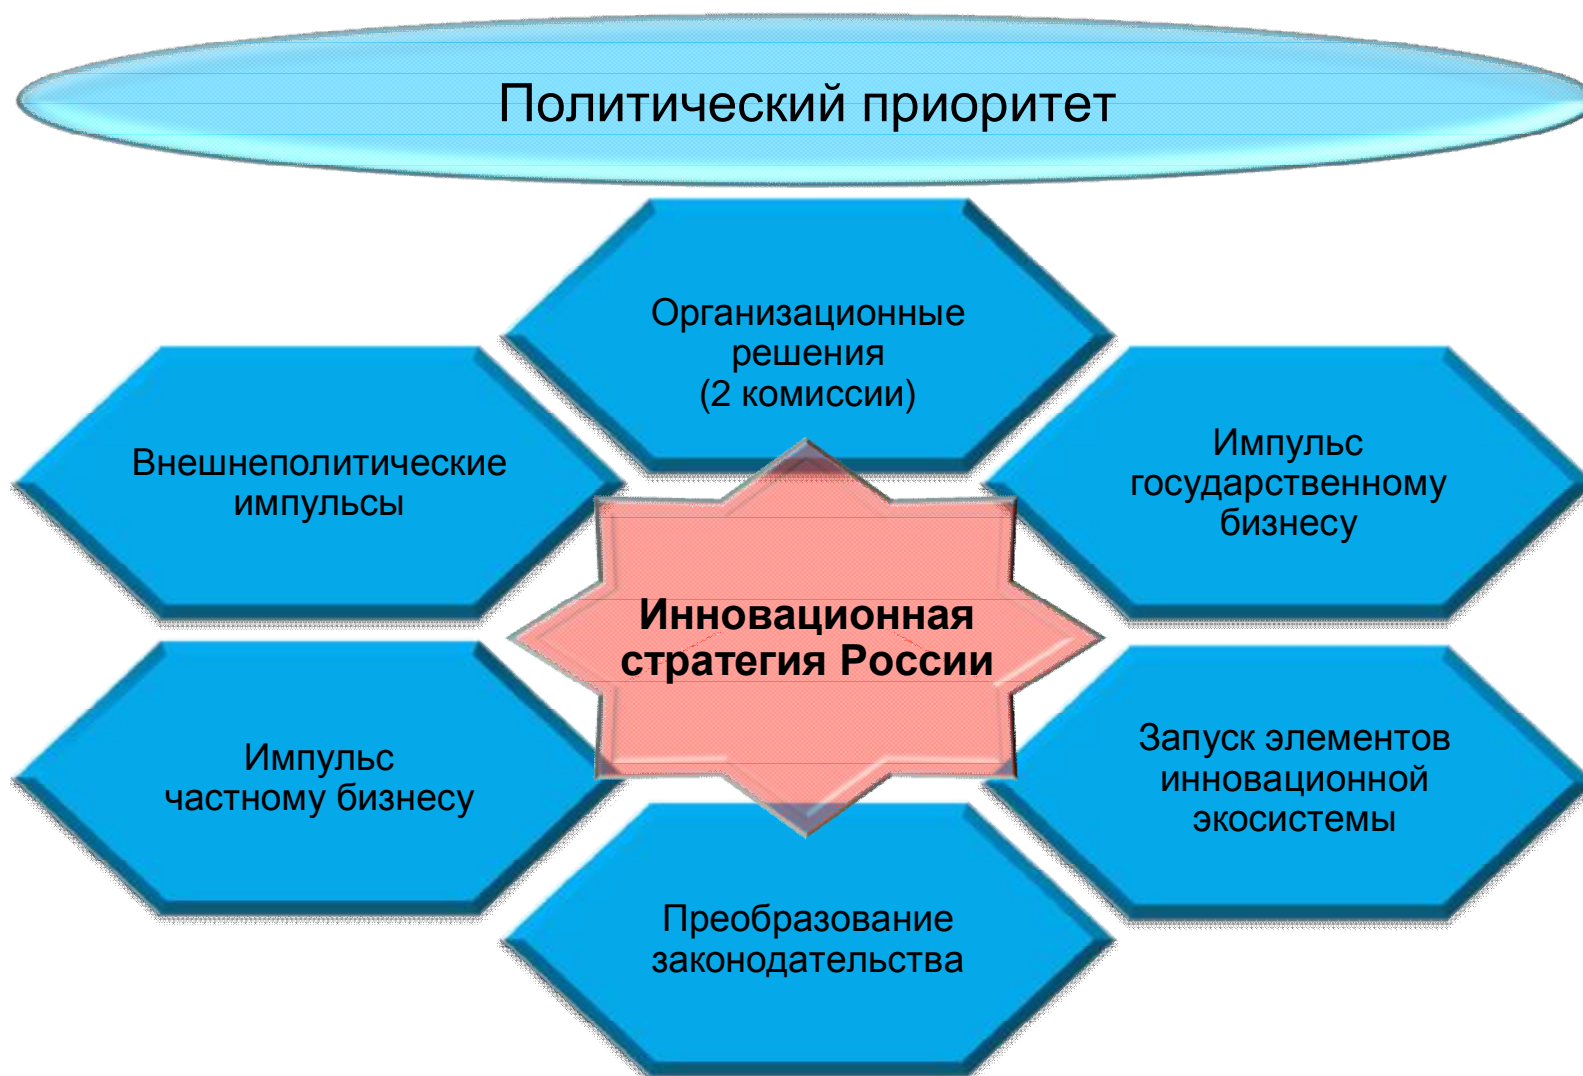 Политический приоритет
Организационные
решения
(2 комиссии)
Внешнеполитические
импульсы
Импульс
государственному
бизнесу
Инновационная
стратегия России
Импульс
частному бизнесу
Запуск элементов
инновационной
экосистемы
Преобразование
законодательства